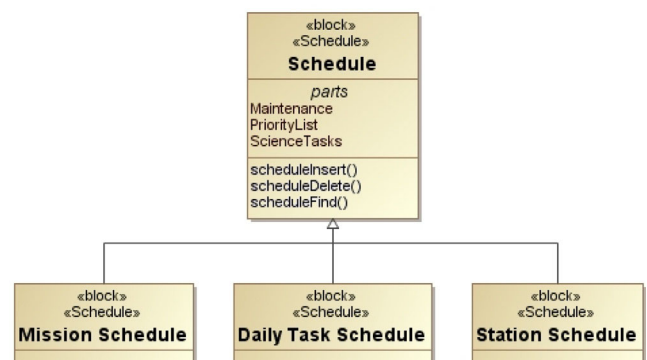 «block»
«Schedule»
Schedule
parts
Maintenance
PriorityList
ScienceTasks
scheduleInsert()
scheduleDelete()
scheduleFind()
«block»
«Schedule»
Mission Schedule
«block»
«Schedule»
Daily Task Schedule
«block»
«Schedule»
Station Schedule